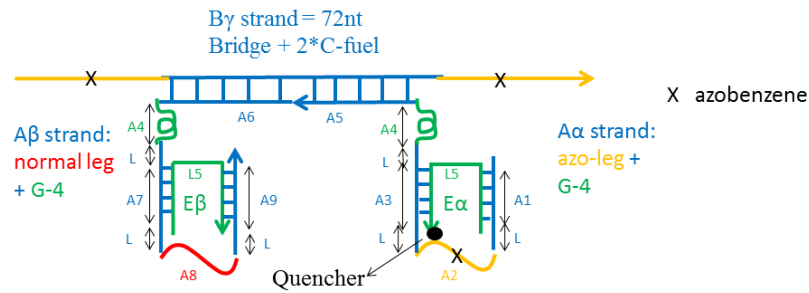 Bγ strand = 72nt
Bridge + 2*C-fuel
X
X
X azobenzene
A6
A5
A4
A4
Aβ strand:
normal leg
+ G-4
Aα strand:
azo-leg +
G-4
L
L
L5
L5
A7
Eβ
A9
A3
Eα
A1
L
L
L
L
A8
X
A2
Quencher